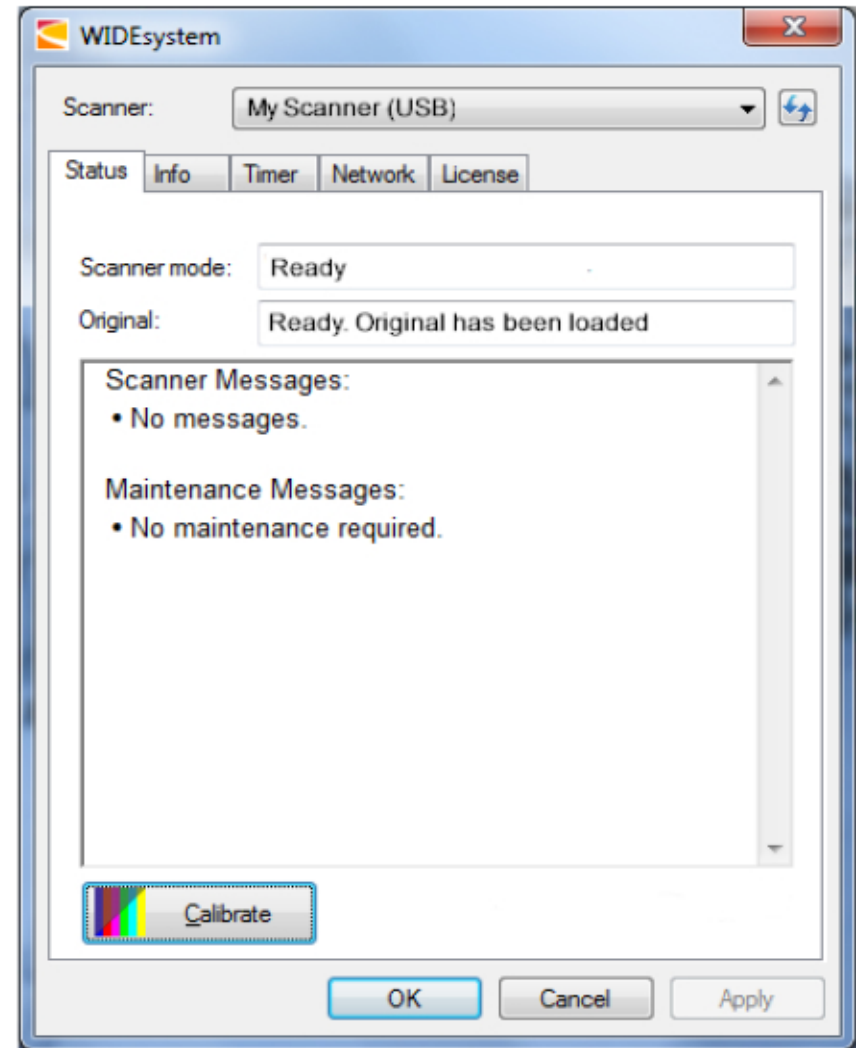 WIDEsystem
Scanner: My Scanner (USB)
Status Info Timer Network License
Scanner mode: Ready
Original: Ready. Original has been loaded
Scanner Messages:
• No messages.
Maintenance Messages:
• No maintenance required.
Calibrate
OK Cancel Apply